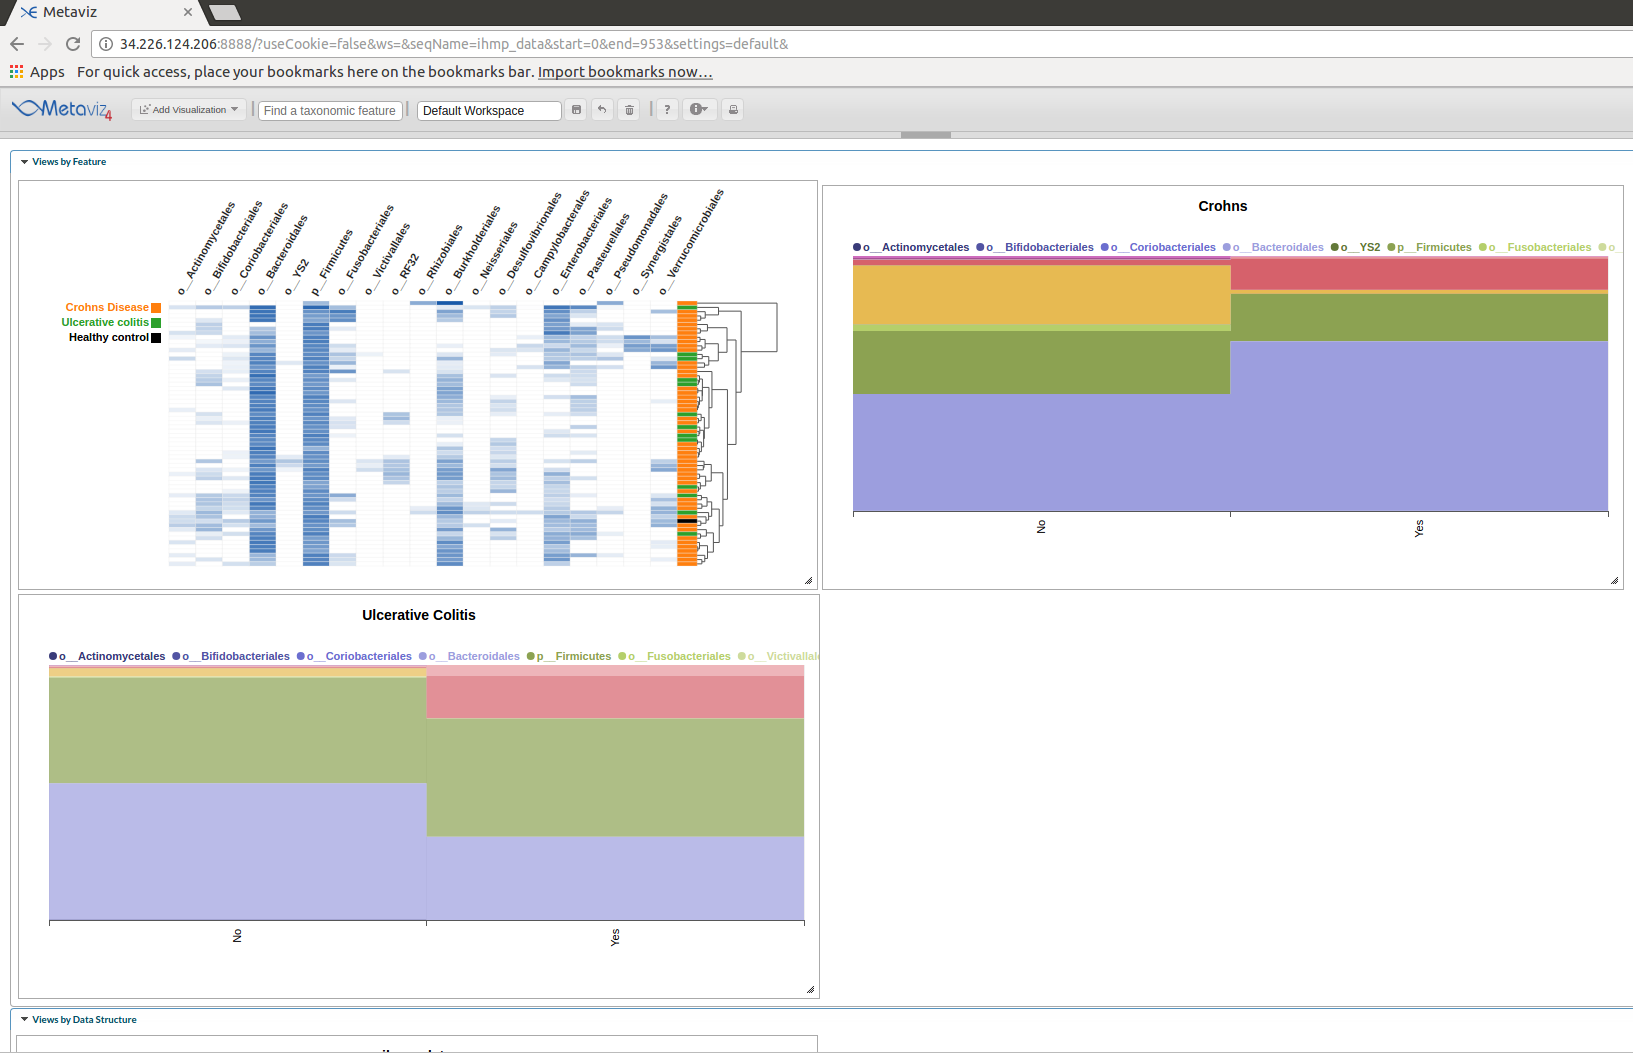 Metaviz
34.226.124.206:8888/?useCookie=false&ws=&seqName=ihmp_data&start=0&end=953&settings=default&
Apps For quick access, place your bookmarks here on the bookmarks bar. Import bookmarks now…
Metaviz 4 Add Visualization Find a taxonomic feature Default Workspace ?
Views by Feature
o__Actinomycetales
o__Bifidobacteriales
o__Coriobacteriales
o__Bacteroidales
o__YS2
p__Firmicutes
o__Fusobacteriales
o__Victivallales
o__RF32
o__Rhizobiales
o__Burkholderiales
o__Neisseriales
o__Desulfovibrionales
o__Campylobacterales
o__Enterobacteriales
o__Pasteurellales
o__Pseudomonadales
o__Synergistales
o__Verrucomicrobiales
Crohns Disease
Ulcerative colitis
Healthy control
Crohns
o__Actinomycetales o__Bifidobacteriales o__Coriobacteriales o__Bacteroidales o__YS2 p__Firmicutes o__Fusobacteriales o__
No Yes
Ulcerative Colitis
o__Actinomycetales o__Bifidobacteriales o__Coriobacteriales o__Bacteroidales p__Firmicutes o__Fusobacteriales o__Victivallal
No Yes
Views by Data Structure